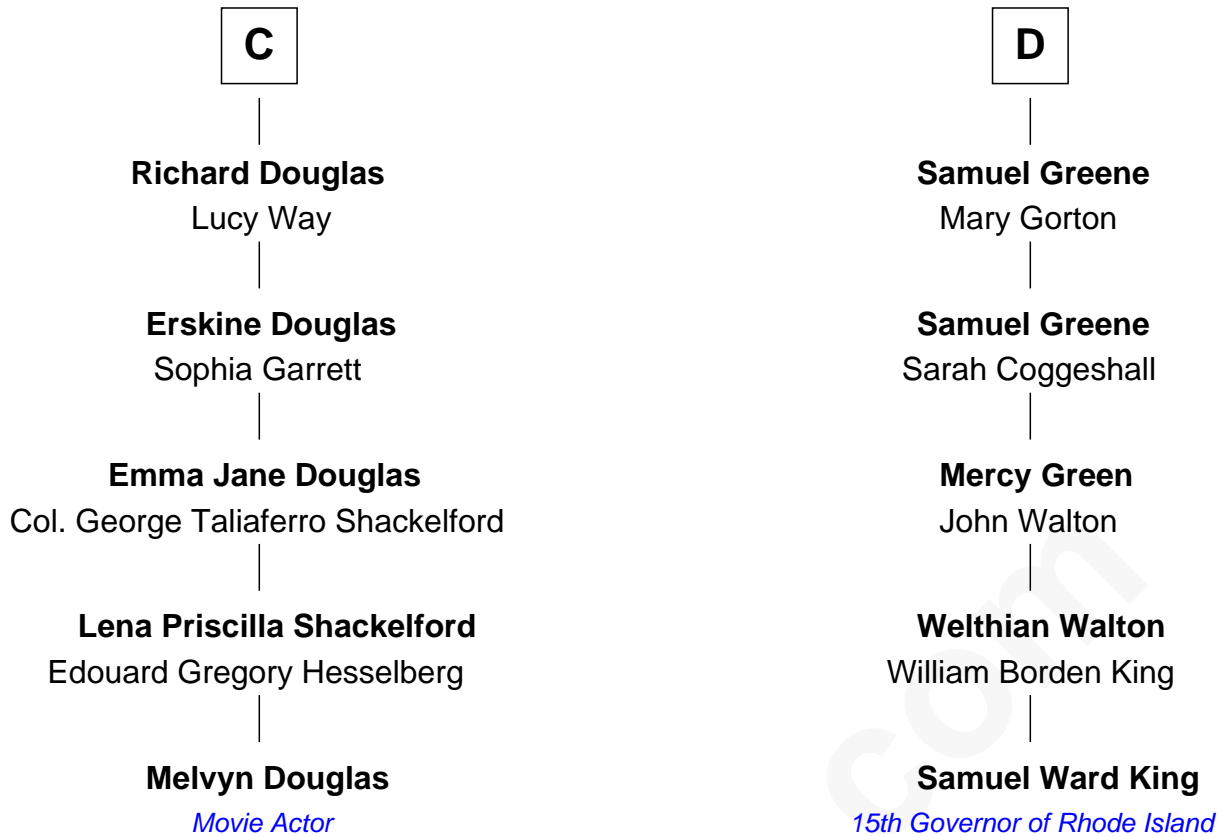 C
Richard Douglas
Lucy Way
Erskine Douglas
Sophia Garrett
Emma Jane Douglas
Col. George Taliaferro Shackelford
Lena Priscilla Shackelford
Edouard Gregory Hesselberg
Melvyn Douglas
Movie Actor
D
Samuel Greene
Mary Gorton
Samuel Greene
Sarah Coggeshall
Mercy Green
John Walton
Welthian Walton
William Borden King
Samuel Ward King
15th Governor of Rhode Island
com